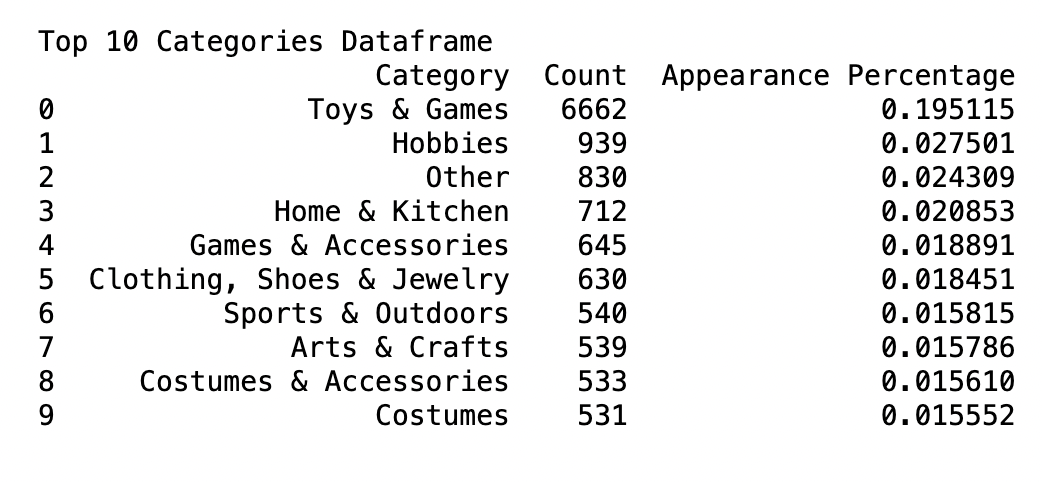 Top 10 Categories Dataframe
Category Count Appearance Percentage
0 Toys & Games 6662 0.195115
1 Hobbies 939 0.027501
2 Other 830 0.024309
3 Home & Kitchen 712 0.020853
4 Games & Accessories 645 0.018891
5 Clothing, Shoes & Jewelry 630 0.018451
6 Sports & Outdoors 540 0.015815
7 Arts & Crafts 539 0.015786
8 Costumes & Accessories 533 0.015610
9 Costumes 531 0.015552